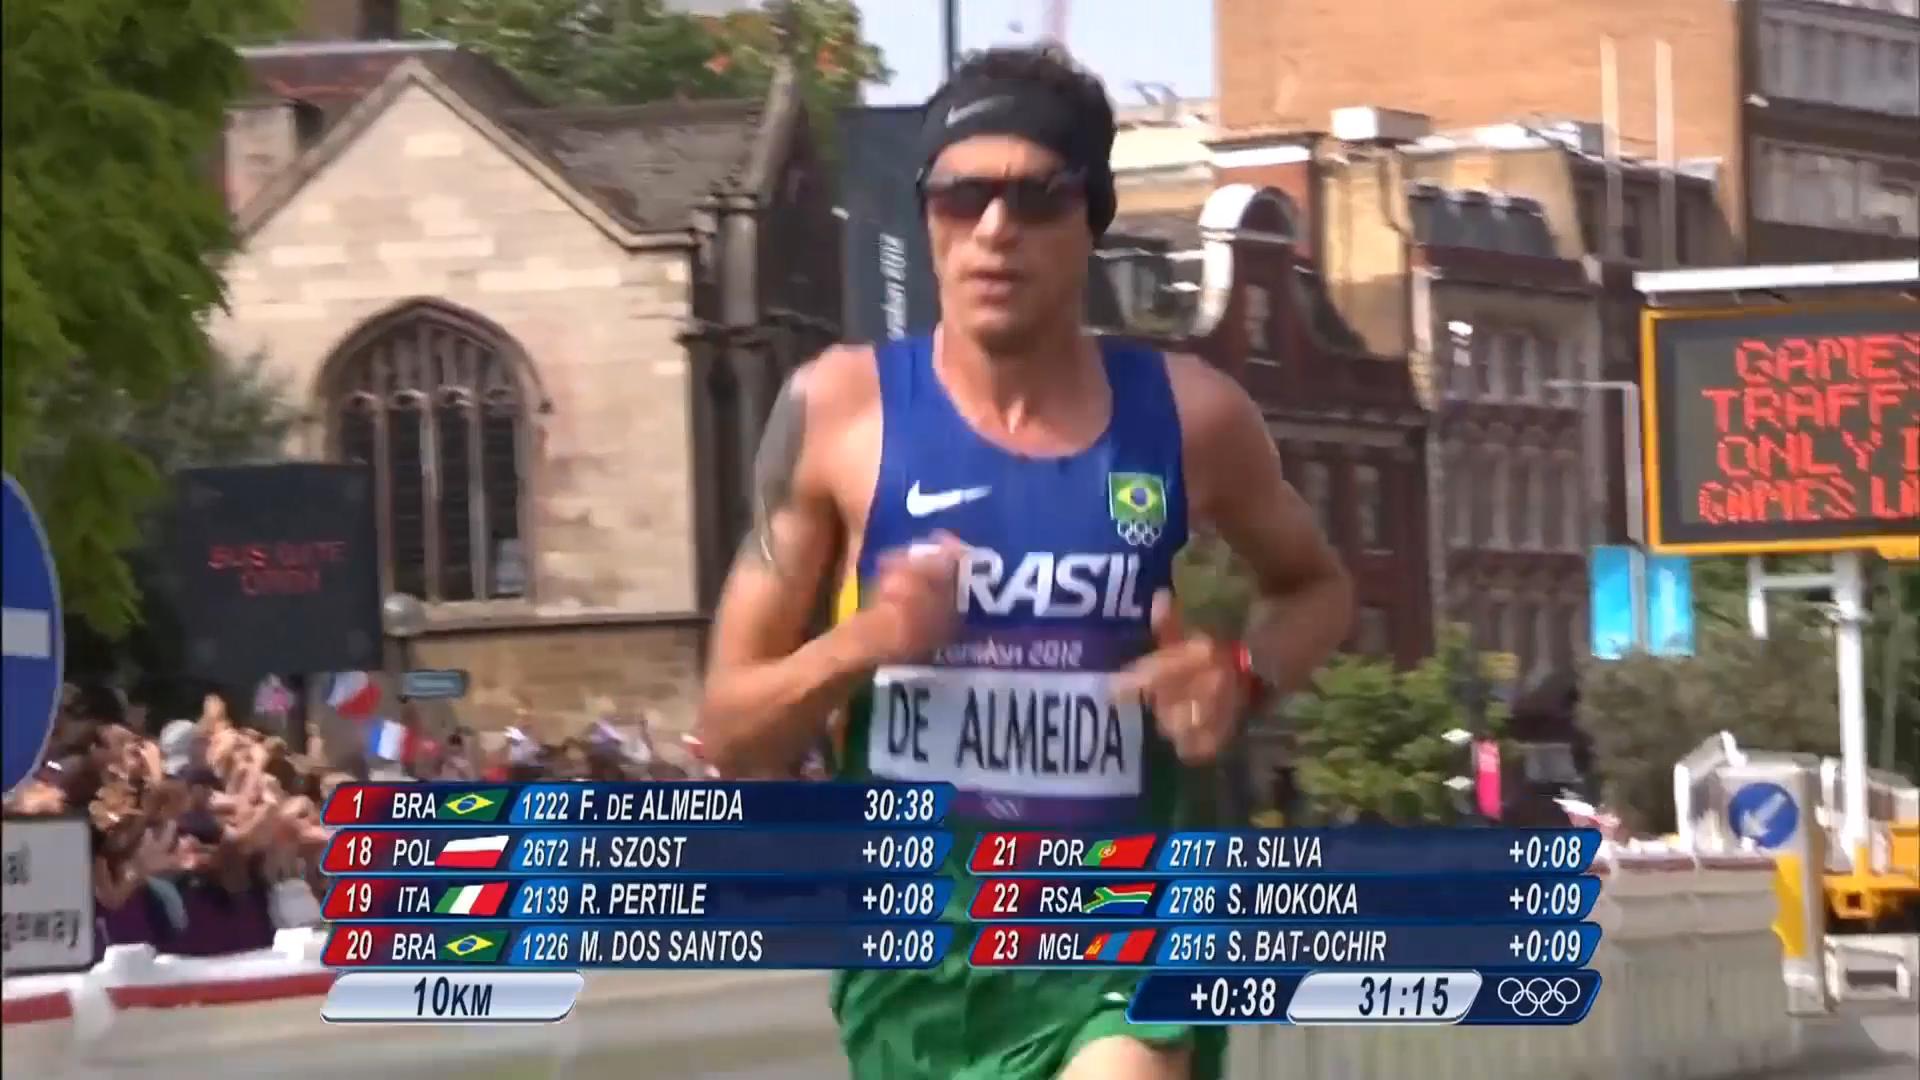 GAMES
TRAFF
ONLY I
GAMES LA
BRASIL
London 2012
DE ALMEIDA
1 BRA 1222 F. DE ALMEIDA 30:38
18 POL 2672 H. SZOST +0:08
19 ITA 2139 R. PERTILE +0:08
20 BRA 1226 M. DOS SANTOS +0:08
21 POR 2717 R. SILVA +0:08
22 RSA 2786 S. MOKOKA +0:09
23 MGL 2515 S. BAT-OCHIR +0:09
10KM
+0:38 31:15